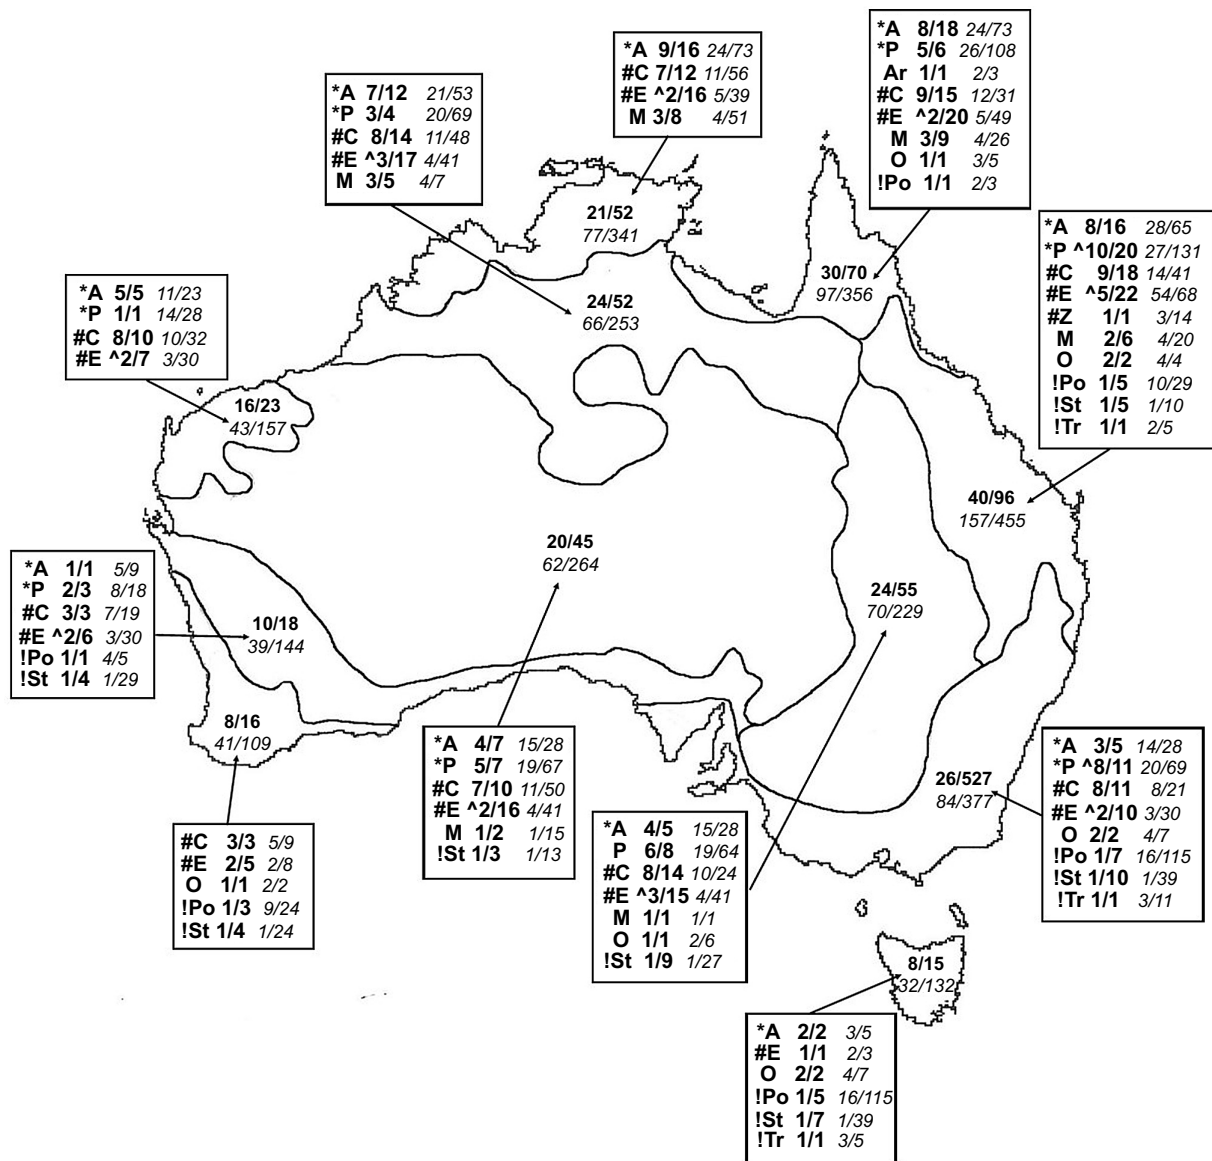 *A 9/16 24/73
#C 7/12 11/56
#E ^2/16 5/39
M 3/8 4/51
*A 8/18 24/73
*P 5/6 26/108
Ar 1/1 2/3
#C 9/15 12/31
#E ^2/20 5/49
M 3/9 4/26
O 1/1 3/5
!Po 1/1 2/3
*A 7/12 21/53
*P 3/4 20/69
#C 8/14 11/48
#E ^3/17 4/41
M 3/5 4/7
21/52
77/341
30/70
97/356
*A 8/16 28/65
*P ^10/20 27/131
#C 9/18 14/41
#E ^5/22 54/68
#Z 1/1 3/14
M 2/6 4/20
O 2/2 4/4
!Po 1/5 10/29
!St 1/5 1/10
!Tr 1/1 2/5
*A 5/5 11/23
*P 1/1 14/28
#C 8/10 10/32
#E ^2/7 3/30
24/52
66/253
16/23
43/157
40/96
157/455
20/45
62/264
24/55
70/229
*A 1/1 5/9
*P 2/3 8/18
#C 3/3 7/19
#E ^2/6 3/30
!Po 1/1 4/5
!St 1/4 1/29
10/18
39/144
8/16
41/109
*A 4/7 15/28
*P 5/7 19/67
#C 7/10 11/50
#E ^2/16 4/41
M 1/2 1/15
!St 1/3 1/13
26/527
84/377
*A 3/5 14/28
*P ^8/11 20/69
#C 8/11 8/21
#E ^2/10 3/30
O 2/2 4/7
!Po 1/7 16/115
!St 1/10 1/39
!Tr 1/1 3/11
#C 3/3 5/9
#E 2/5 2/8
O 1/1 2/2
!Po 1/3 9/24
!St 1/4 1/24
*A 4/5 15/28
P 6/8 19/64
#C 8/14 10/24
#E ^3/15 4/41
M 1/1 1/1
O 1/1 2/6
!St 1/9 1/27
8/15
32/132
*A 2/2 3/5
#E 1/1 2/3
O 2/2 4/7
!Po 1/5 16/115
!St 1/7 1/39
!Tr 1/1 3/5